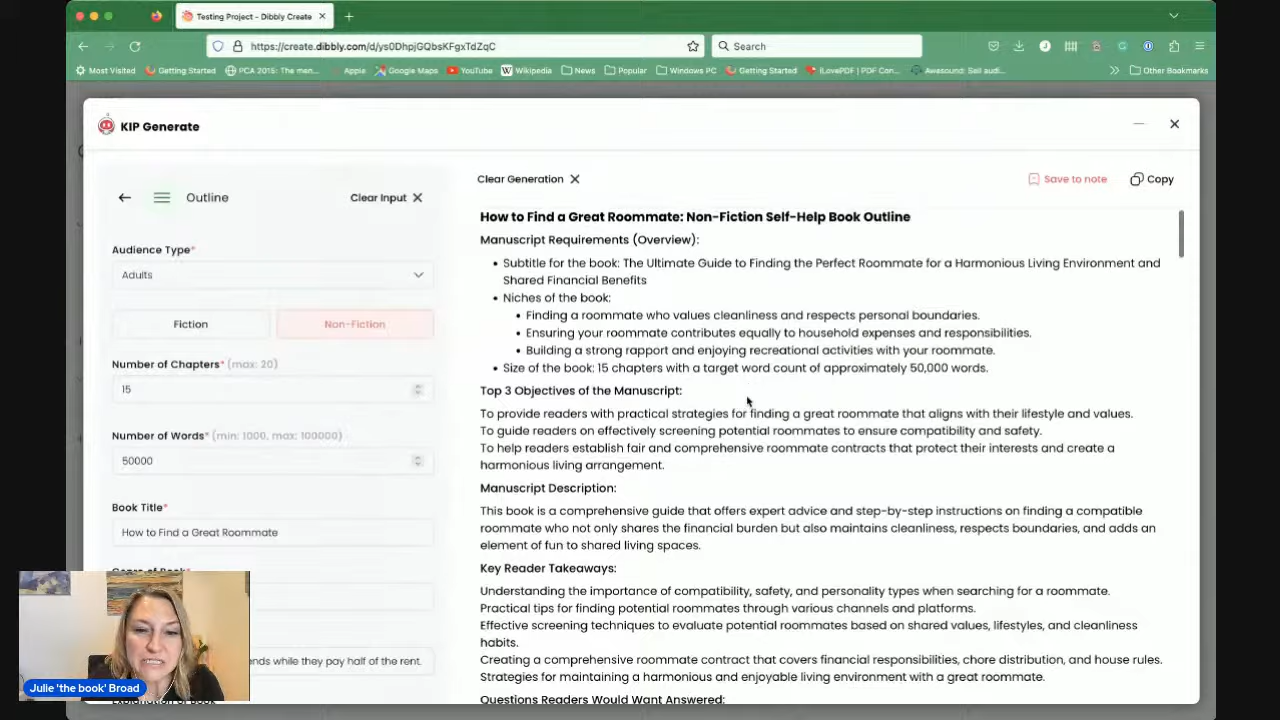 Testing Project - Dibbly Create
https://create.dibbly.com/d/ys0DhpjGQbsKFgxTdZqC
Search
Most Visited
Getting Started
PCA 2015: The men...
Apple
Google Maps
YouTube
Wikipedia
News
Popular
Windows PC
Getting Started
iLovePDF | PDF Con...
Awesound: Sell audi...
Other Bookmarks
KIP Generate
Outline
Clear Input
Audience Type*
Adults
Fiction
Non-Fiction
Number of Chapters* (max: 20)
15
Number of Words* (min: 1000, max: 100000)
50000
Book Title*
How to Find a Great Roommate
Genre of Book*
nds while they pay half of the rent.
Explanation of Book
Julie 'the book' Broad
Clear Generation
Save to note
Copy
How to Find a Great Roommate: Non-Fiction Self-Help Book Outline
Manuscript Requirements (Overview):
• Subtitle for the book: The Ultimate Guide to Finding the Perfect Roommate for a Harmonious Living Environment and
Shared Financial Benefits
• Niches of the book:
• Finding a roommate who values cleanliness and respects personal boundaries.
• Ensuring your roommate contributes equally to household expenses and responsibilities.
• Building a strong rapport and enjoying recreational activities with your roommate.
• Size of the book: 15 chapters with a target word count of approximately 50,000 words.
Top 3 Objectives of the Manuscript:
To provide readers with practical strategies for finding a great roommate that aligns with their lifestyle and values.
To guide readers on effectively screening potential roommates to ensure compatibility and safety.
To help readers establish fair and comprehensive roommate contracts that protect their interests and create a
harmonious living arrangement.
Manuscript Description:
This book is a comprehensive guide that offers expert advice and step-by-step instructions on finding a compatible
roommate who not only shares the financial burden but also maintains cleanliness, respects boundaries, and adds an
element of fun to shared living spaces.
Key Reader Takeaways:
Understanding the importance of compatibility, safety, and personality types when searching for a roommate.
Practical tips for finding potential roommates through various channels and platforms.
Effective screening techniques to evaluate potential roommates based on shared values, lifestyles, and cleanliness
habits.
Creating a comprehensive roommate contract that covers financial responsibilities, chore distribution, and house rules.
Strategies for maintaining a harmonious and enjoyable living environment with a great roommate.
Questions Readers Would Want Answered: